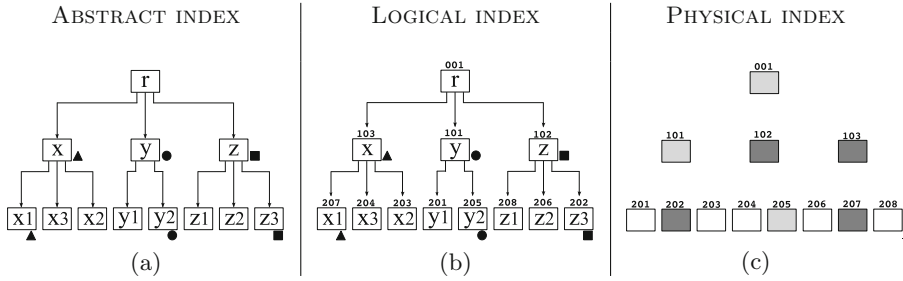 ABSTRACT INDEX
r
x y z
x1 x3 x2 y1 y2 z1 z2 z3
(a)
LOGICAL INDEX
001
r
103 101 102
x y z
207 204 203 201 205 208 206 202
x1 x3 x2 y1 y2 z1 z2 z3
(b)
PHYSICAL INDEX
001
101 102 103
201 202 203 204 205 206 207 208
(c)